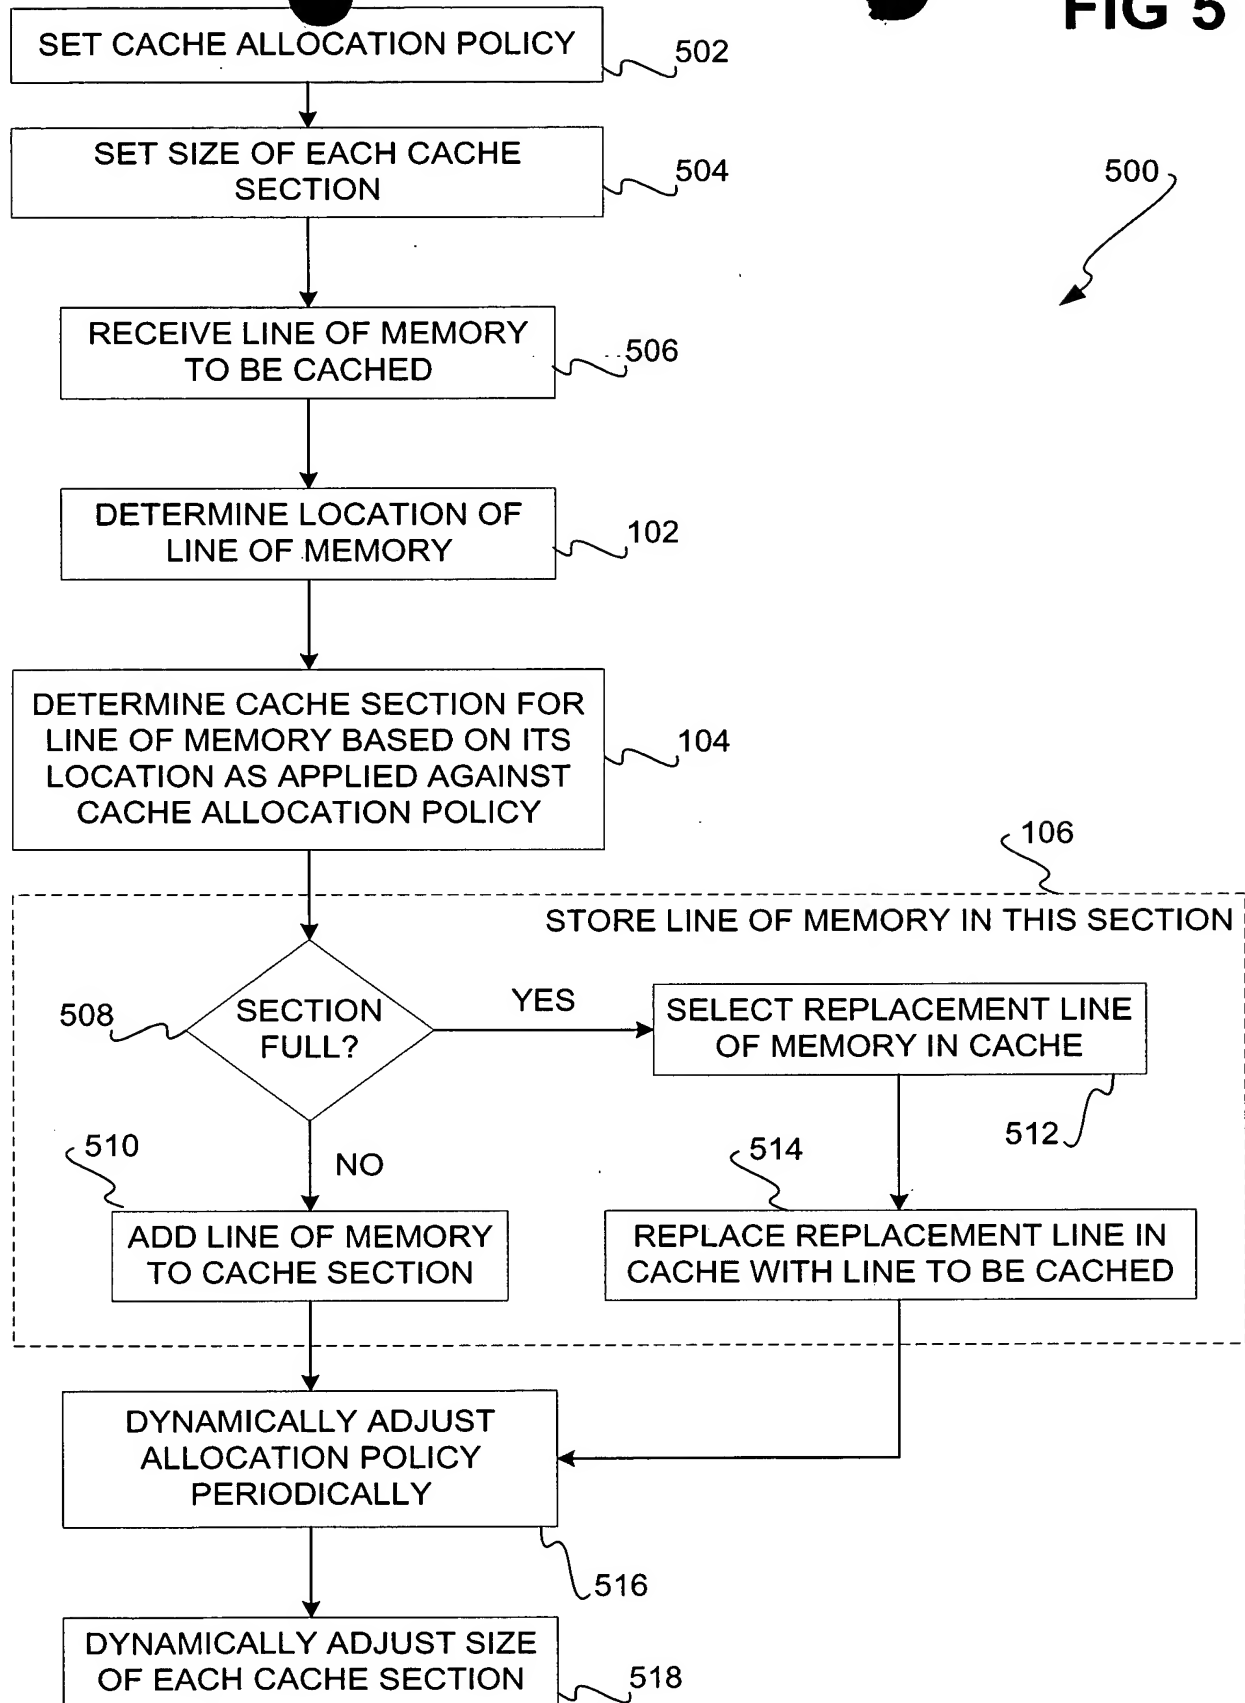 FIG 5
SET CACHE ALLOCATION POLICY
502
SET SIZE OF EACH CACHE
SECTION
504
500
RECEIVE LINE OF MEMORY
TO BE CACHED
506
DETERMINE LOCATION OF
LINE OF MEMORY
102
DETERMINE CACHE SECTION FOR
LINE OF MEMORY BASED ON ITS
LOCATION AS APPLIED AGAINST
CACHE ALLOCATION POLICY
104
106
STORE LINE OF MEMORY IN THIS SECTION
508
SECTION
FULL?
YES
SELECT REPLACEMENT LINE
OF MEMORY IN CACHE
512
510
NO
514
ADD LINE OF MEMORY
TO CACHE SECTION
REPLACE REPLACEMENT LINE IN
CACHE WITH LINE TO BE CACHED
DYNAMICALLY ADJUST
ALLOCATION POLICY
PERIODICALLY
516
DYNAMICALLY ADJUST SIZE
OF EACH CACHE SECTION
518